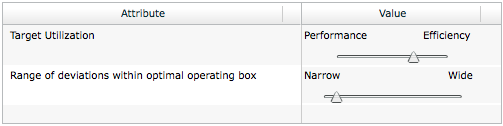 Attribute Value
Target Utilization Performance Efficiency
Range of deviations within optimal operating box Narrow Wide